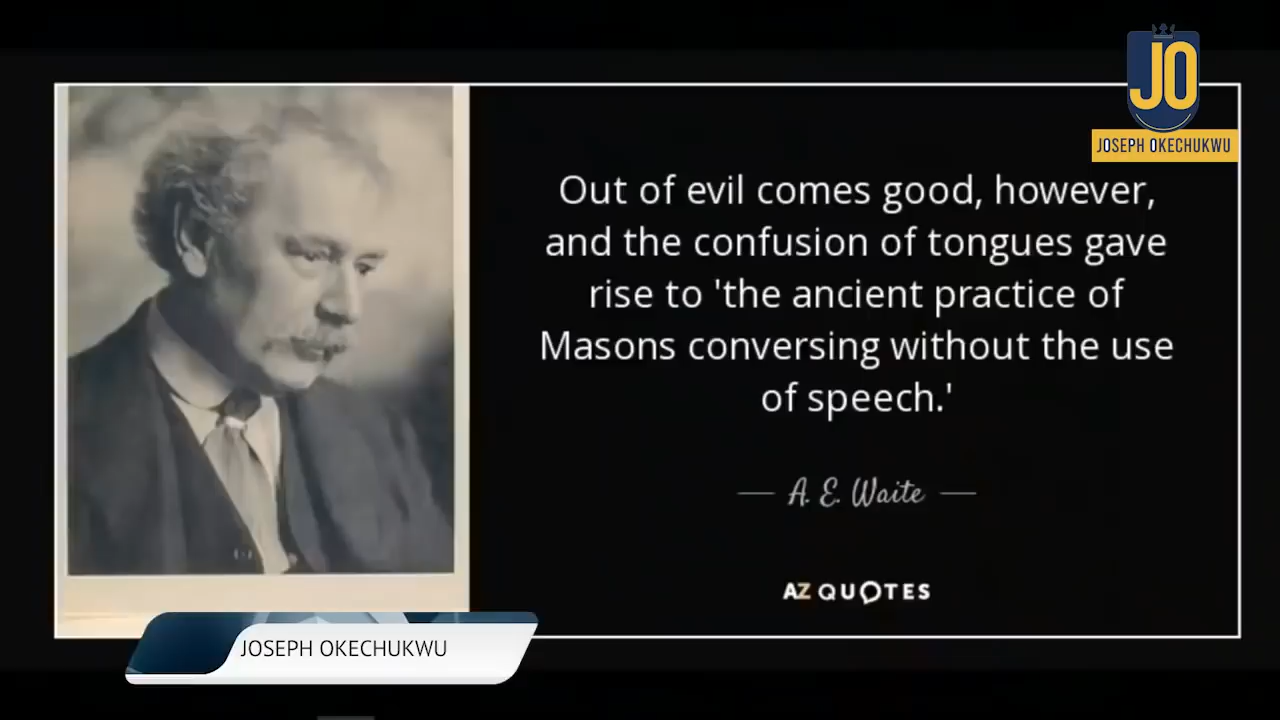 JO
JOSEPH OKECHUKWU
Out of evil comes good, however,
and the confusion of tongues gave
rise to 'the ancient practice of
Masons conversing without the use
of speech.'
A. E. Waite
AZ QUOTES
JOSEPH OKECHUKWU